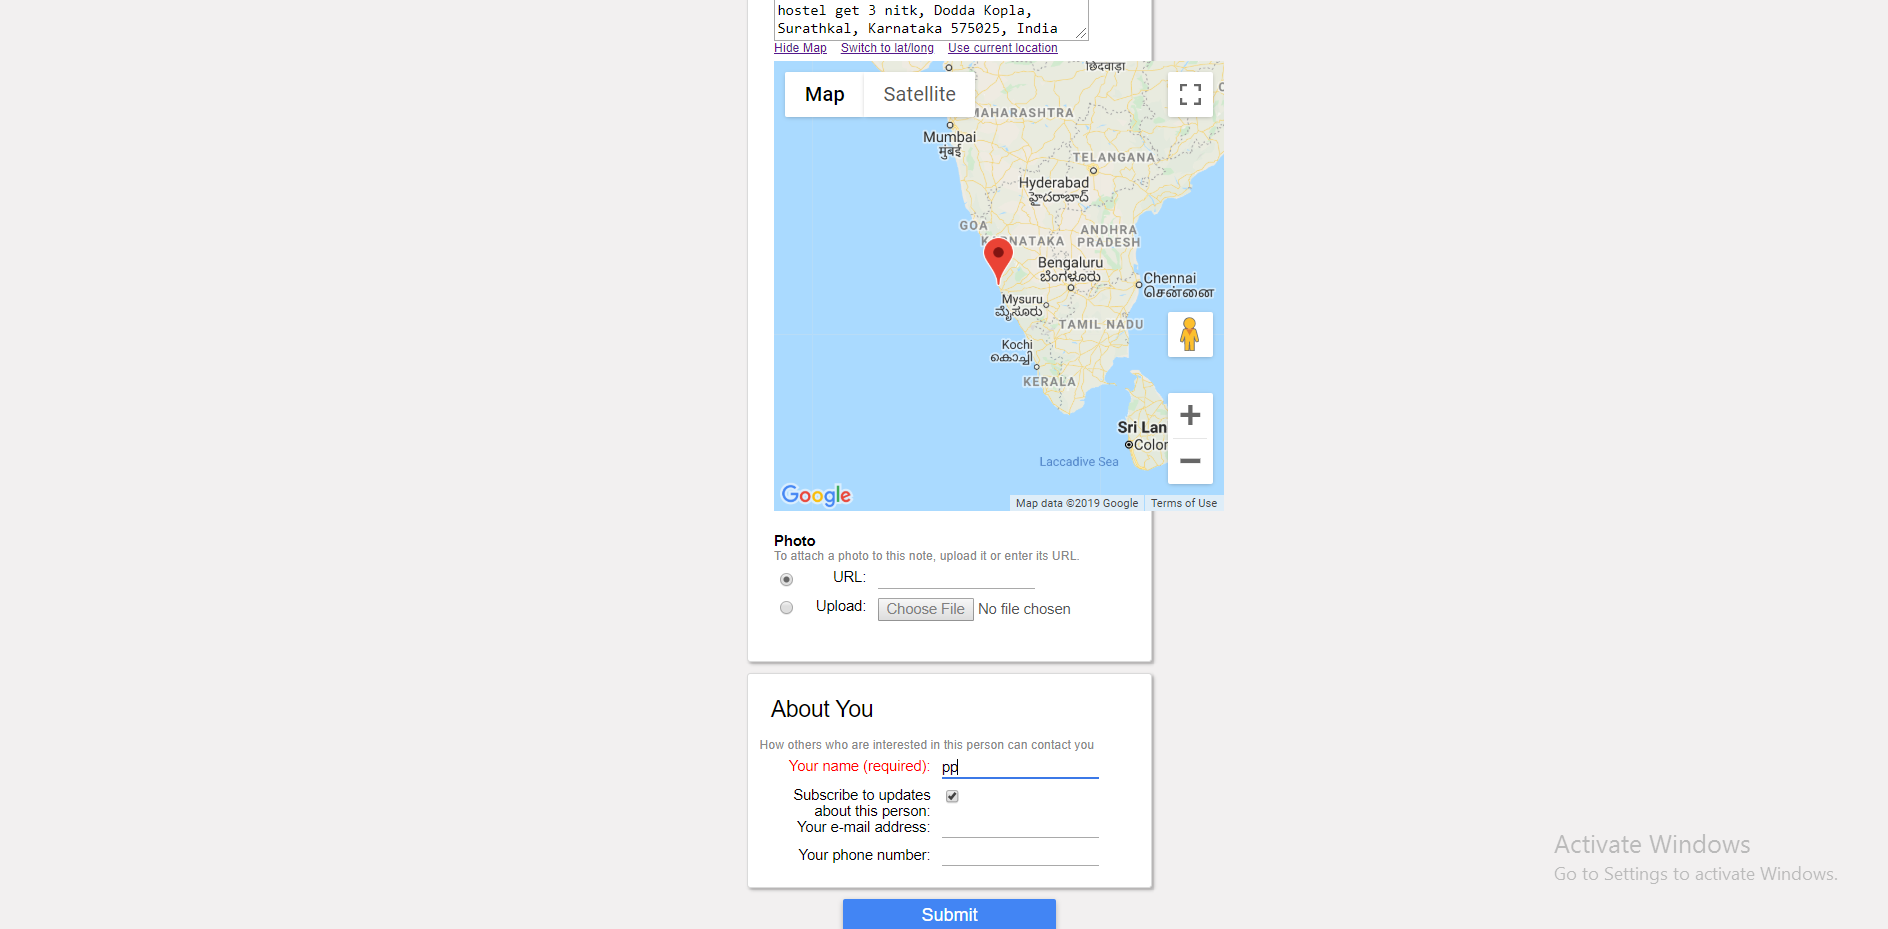 hostel get 3 nitk, Dodda Kopla,
Surathkal, Karnataka 575025, India
Hide Map Switch to lat/long Use current location
छिंदवाड़ा
Map Satellite
MAHARASHTRA
Mumbai
मुंबई
TELANGANA
Hyderabad
GOA
KARNATAKA
ANDHRA
PRADESH
Bengaluru
ಬೆಂಗಳೂರು
Chennai
சென்னை
Mysuru
ಮೈಸೂರು
TAMIL NADU
Kochi
കൊച്ചി
KERALA
Sri Lan
Color
Laccadive Sea
Google
Map data ©2019 Google Terms of Use
Photo
To attach a photo to this note, upload it or enter its URL.
URL:
Upload: Choose File No file chosen
About You
How others who are interested in this person can contact you
Your name (required): pp
Subscribe to updates
about this person:
Your e-mail address:
Your phone number:
Submit
Activate Windows
Go to Settings to activate Windows.